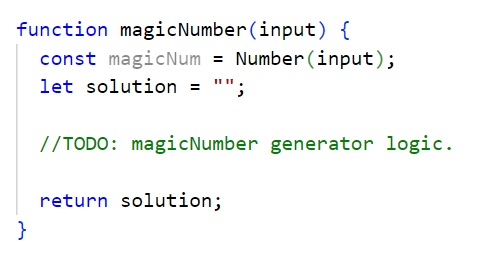 function magicNumber(input) {
const magicNum = Number(input);
let solution = "";
//TODO: magicNumber generator logic.
return solution;
}